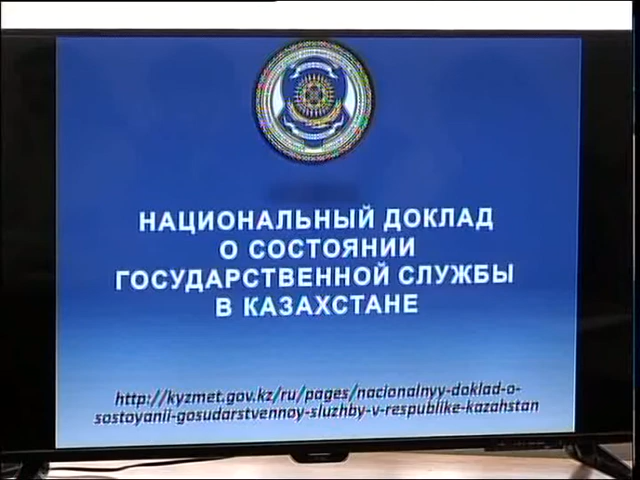 НАЦИОНАЛЬНЫЙ ДОКЛАД
О СОСТОЯНИИ
ГОСУДАРСТВЕННОЙ СЛУЖБЫ
В КАЗАХСТАНЕ
http://kyzmet.gov.kz/ru/pages/nacionalnyy-doklad-o-
sostoyanii-gosudarstvennoy-sluzhby-v-respublike-kazahstan